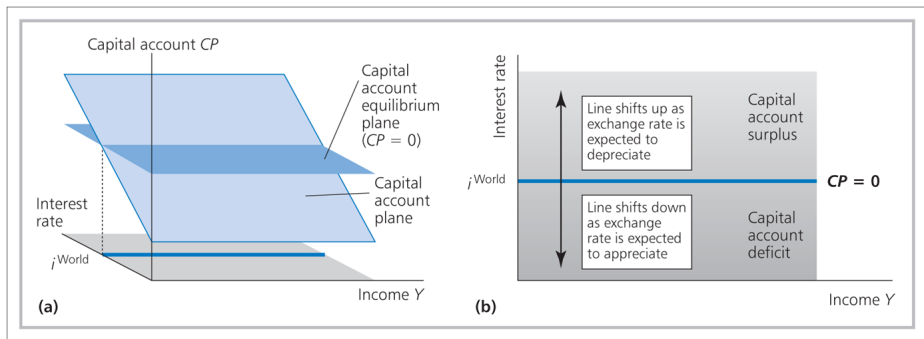 Capital account CP
Capital
account
equilibrium
plane
(CP = 0)
Capital
account
plane
Interest
rate
i World
Income Y
(a)
Interest rate
Line shifts up as
exchange rate is
expected to
depreciate
Capital
account
surplus
i World
CP = 0
Line shifts down
as exchange
rate is expected
to appreciate
Capital
account
deficit
Income Y
(b)